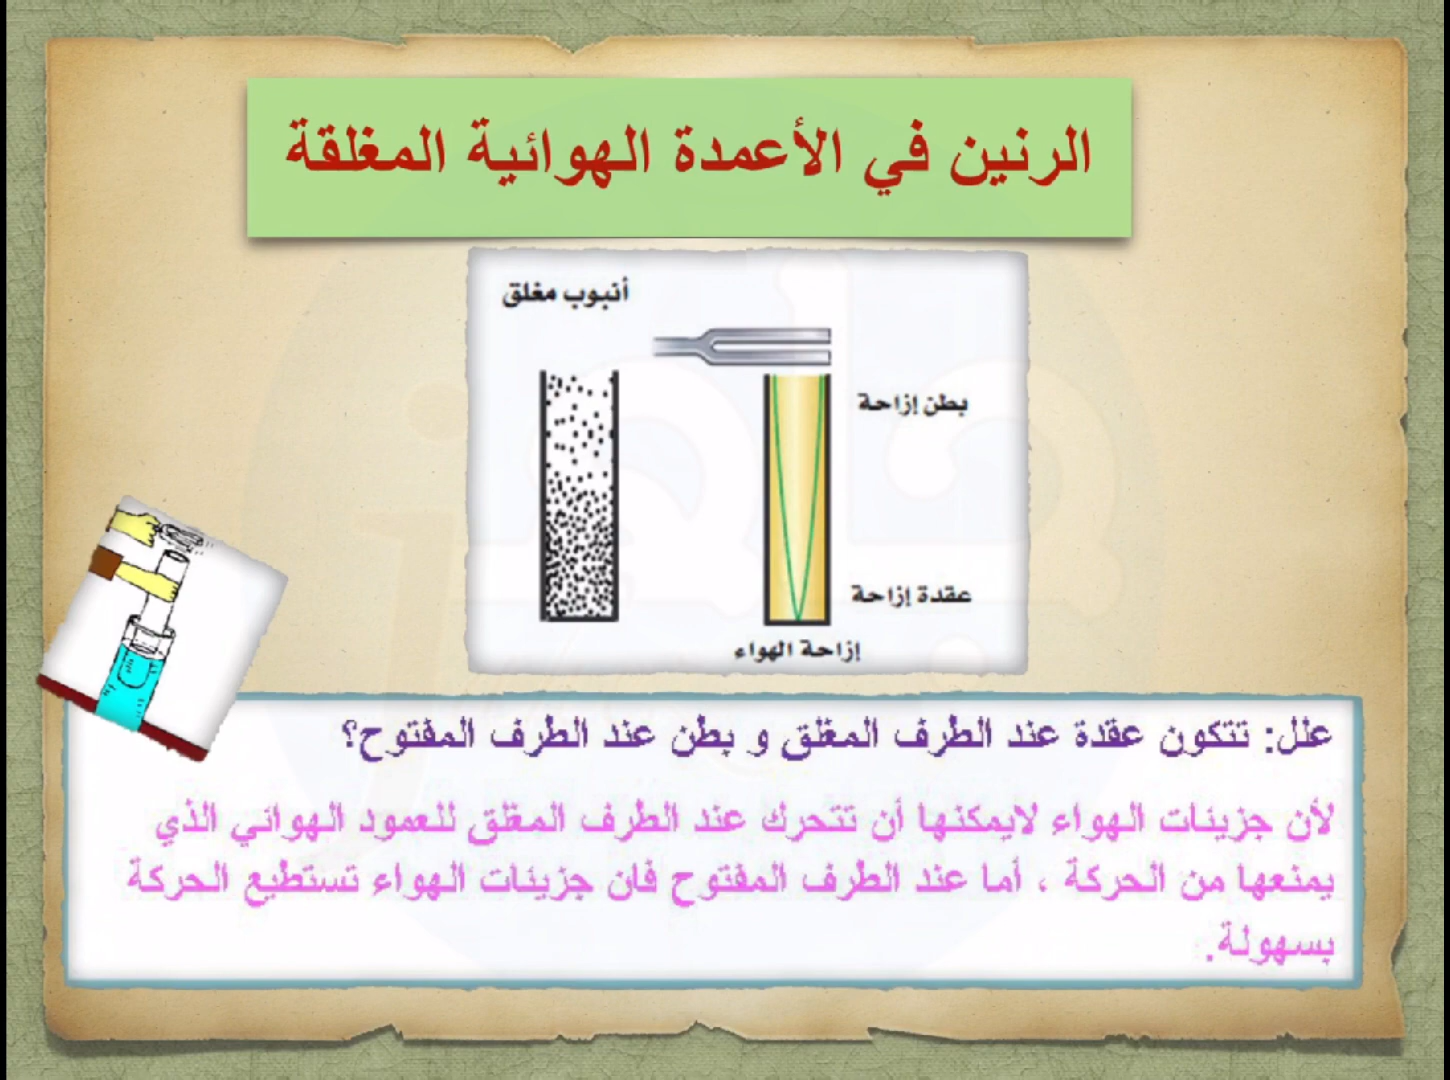 الرنين في الأعمدة الهوائية المغلقة
أنبوب مغلق
بطن إزاحة
عقدة إزاحة
إزاحة الهواء
علل: تتكون عقدة عند الطرف المغلق و بطن عند الطرف المفتوح؟
لأن جزيئات الهواء لايمكنها أن تتحرك عند الطرف المغلق للعمود الهوائي الذي
يمنعها من الحركة ، أما عند الطرف المفتوح فان جزيئات الهواء تستطيع الحركة
بسهولة.